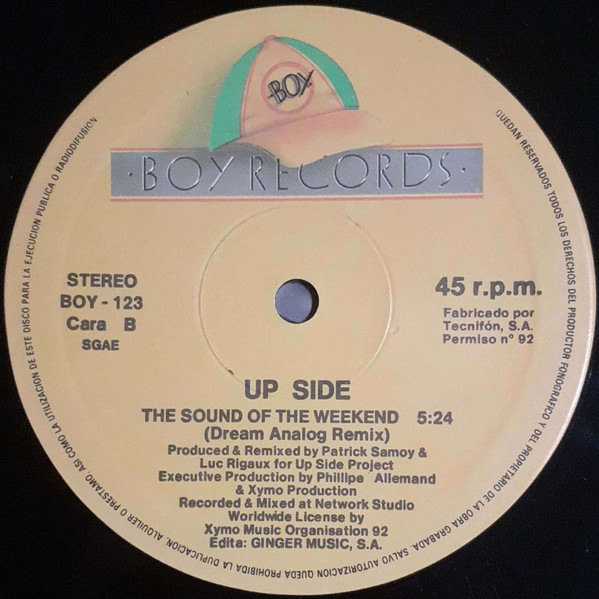 BOY
·BOY RECORDS·
STEREO
BOY - 123
Cara B
SGAE
45 r.p.m.
Fabricado por
Tecnifón, S.A.
Permiso nº 92
UP SIDE
THE SOUND OF THE WEEKEND 5:24
(Dream Analog Remix)
Produced & Remixed by Patrick Samoy &
Luc Rigaux for Up Side Project
Executive Production by Phillipe Allemand
& Xymo Production
Recorded & Mixed at Network Studio
Worldwide License by
Xymo Music Organisation 92
Edita: GINGER MUSIC, S.A.
QUEDAN RESERVADOS TODOS LOS DERECHOS DEL PRODUCTOR FONOGRAFICO Y DEL PROPIETARIO DE LA OBRA GRABADA. SALVO AUTORIZACION QUEDA PROHIBIDA LA DUPLICACION, ALQUILER O PRESTAMO, ASI COMO LA UTILIZACION DE ESTE DISCO PARA LA EJECUCION PUBLICA O RADIODIFUSION